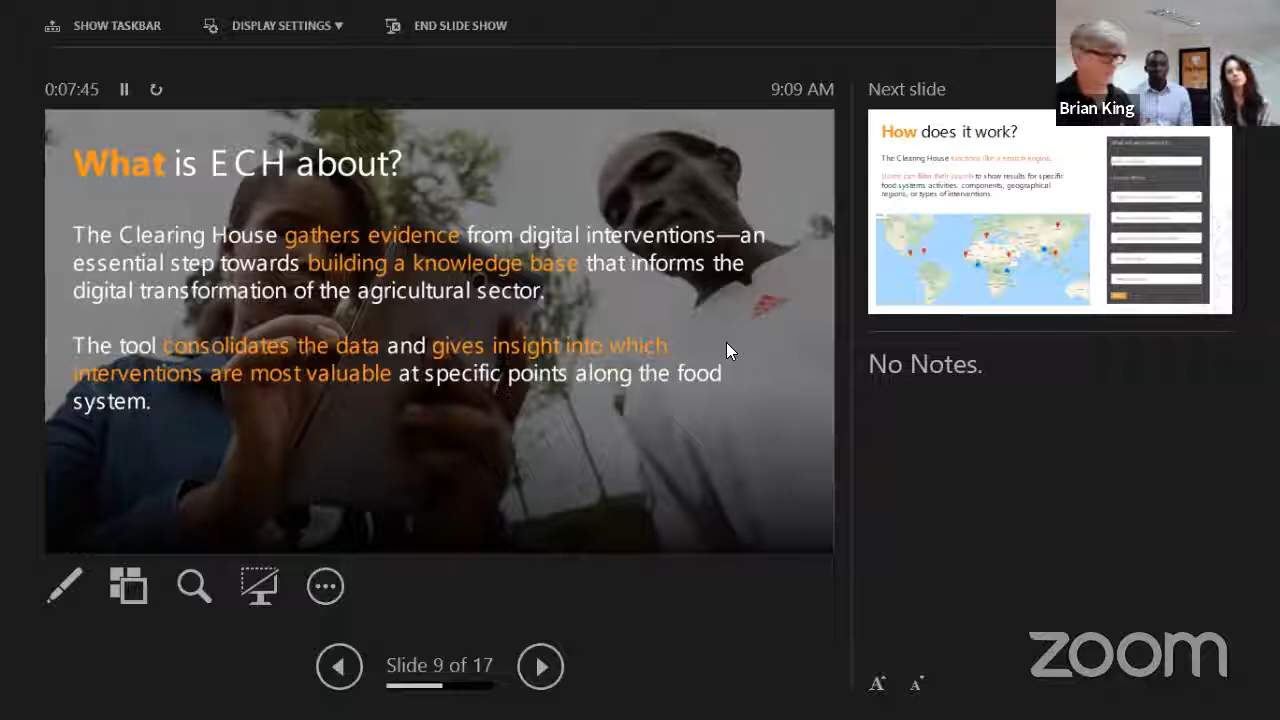 SHOW TASKBAR DISPLAY SETTINGS ▼ END SLIDE SHOW
0:07:45 9:09 AM
What is ECH about?
The Clearing House gathers evidence from digital interventions—an
essential step towards building a knowledge base that informs the
digital transformation of the agricultural sector.
The tool consolidates the data and gives insight into which
interventions are most valuable at specific points along the food
system.
Slide 9 of 17
Next slide
Brian King
How does it work?
The Clearing House functions like a search engine.
Users can filter their search to show results for specific
food systems activities, components, geographical
regions, or types of interventions.
No Notes.
A A
zoom